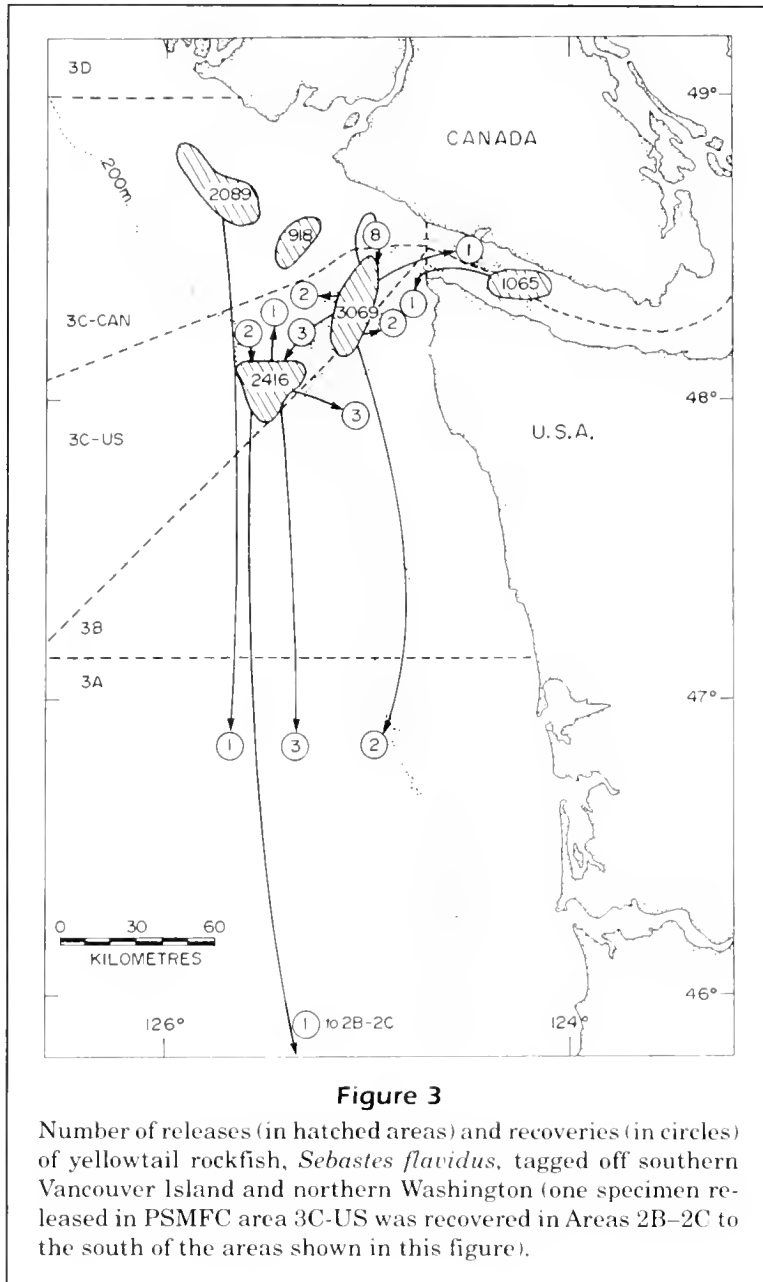 3D
49°
CANADA
200m.
2089
918
8
1
1065
2
3C-CAN
3069
1
2
1
3
2
2416
48°
3C-US
3
U.S.A.
3B
3A
47°
1
3
2
0 30 60
KILOMETRES
46°
126°
1 to 2B-2C
124°
Figure 3
Number of releases (in hatched areas) and recoveries (in circles)
of yellowtail rockfish, Sebastes flavidus, tagged off southern
Vancouver Island and northern Washington (one specimen re-
leased in PSMFC area 3C-US was recovered in Areas 2B–2C to
the south of the areas shown in this figure).